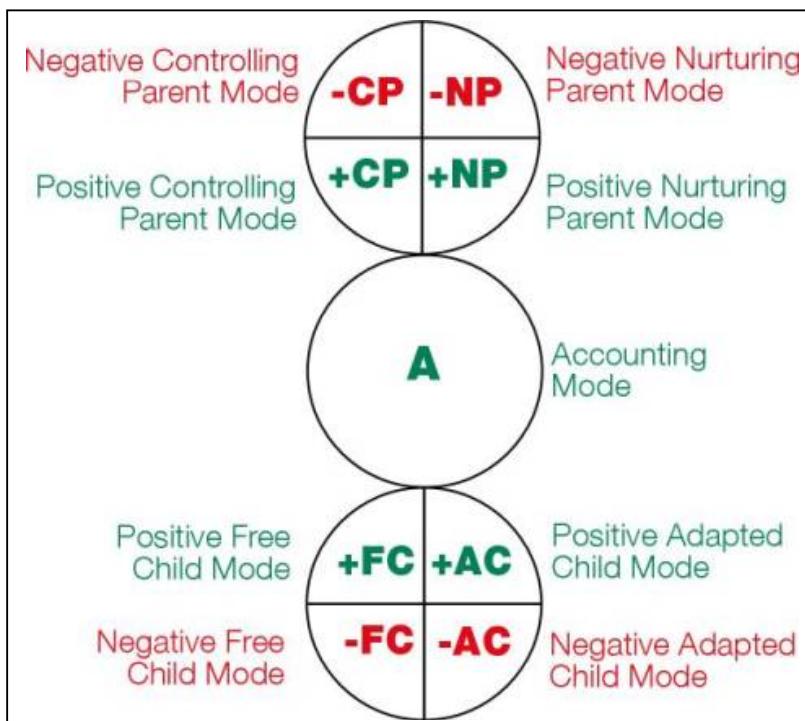 Negative Controlling
Parent Mode
-CP
-NP
Negative Nurturing
Parent Mode
Positive Controlling
Parent Mode
+CP
+NP
Positive Nurturing
Parent Mode
A
Accounting
Mode
Positive Free
Child Mode
+FC
+AC
Positive Adapted
Child Mode
Negative Free
Child Mode
-FC
-AC
Negative Adapted
Child Mode